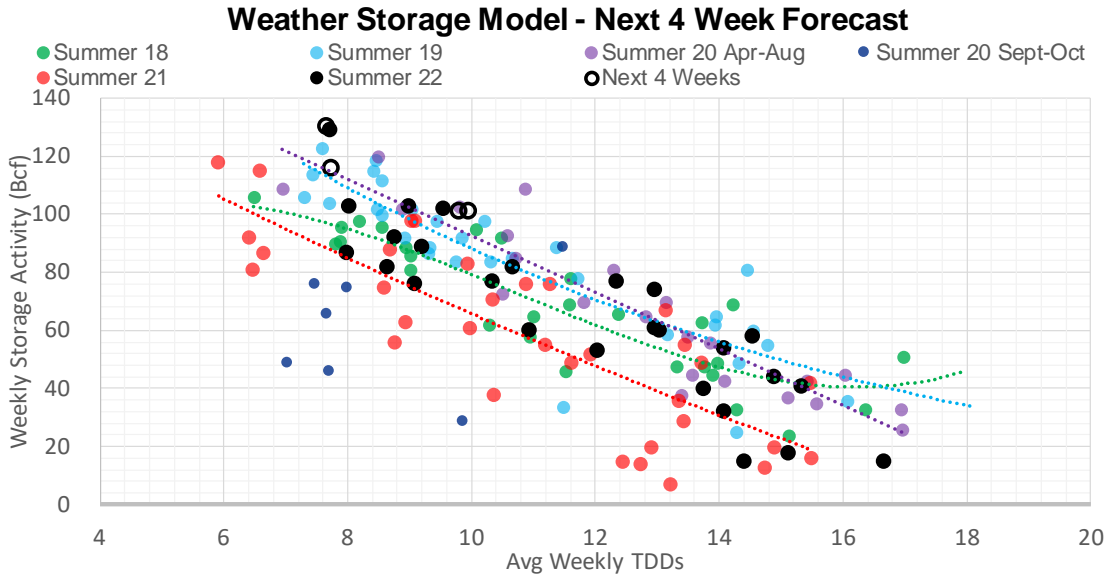 Weather Storage Model - Next 4 Week Forecast
Summer 18 Summer 19 Summer 20 Apr-Aug Summer 20 Sept-Oct
Summer 21 Summer 22 Next 4 Weeks
140
120
100
80
60
40
20
0
Weekly Storage Activity (Bcf)
4 6 8 10 12 14 16 18 20
Avg Weekly TDDs